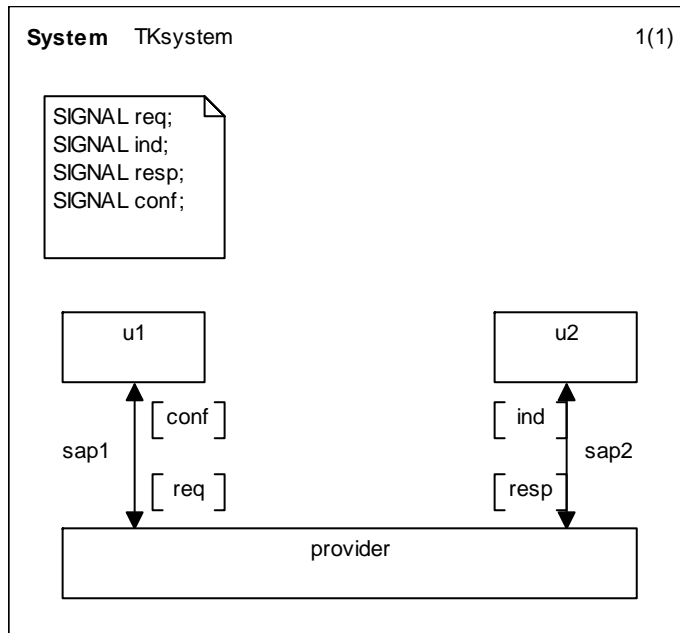 System TKsystem 1(1)
SIGNAL req;
SIGNAL ind;
SIGNAL resp;
SIGNAL conf;
u1 u2
conf ind
sap1 sap2
req resp
provider